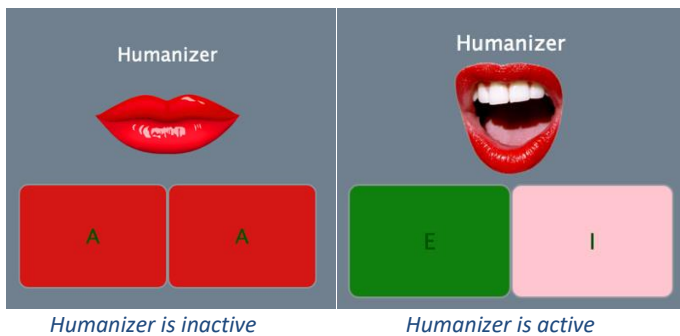 Humanizer
A A
Humanizer is inactive
Humanizer
E I
Humanizer is active